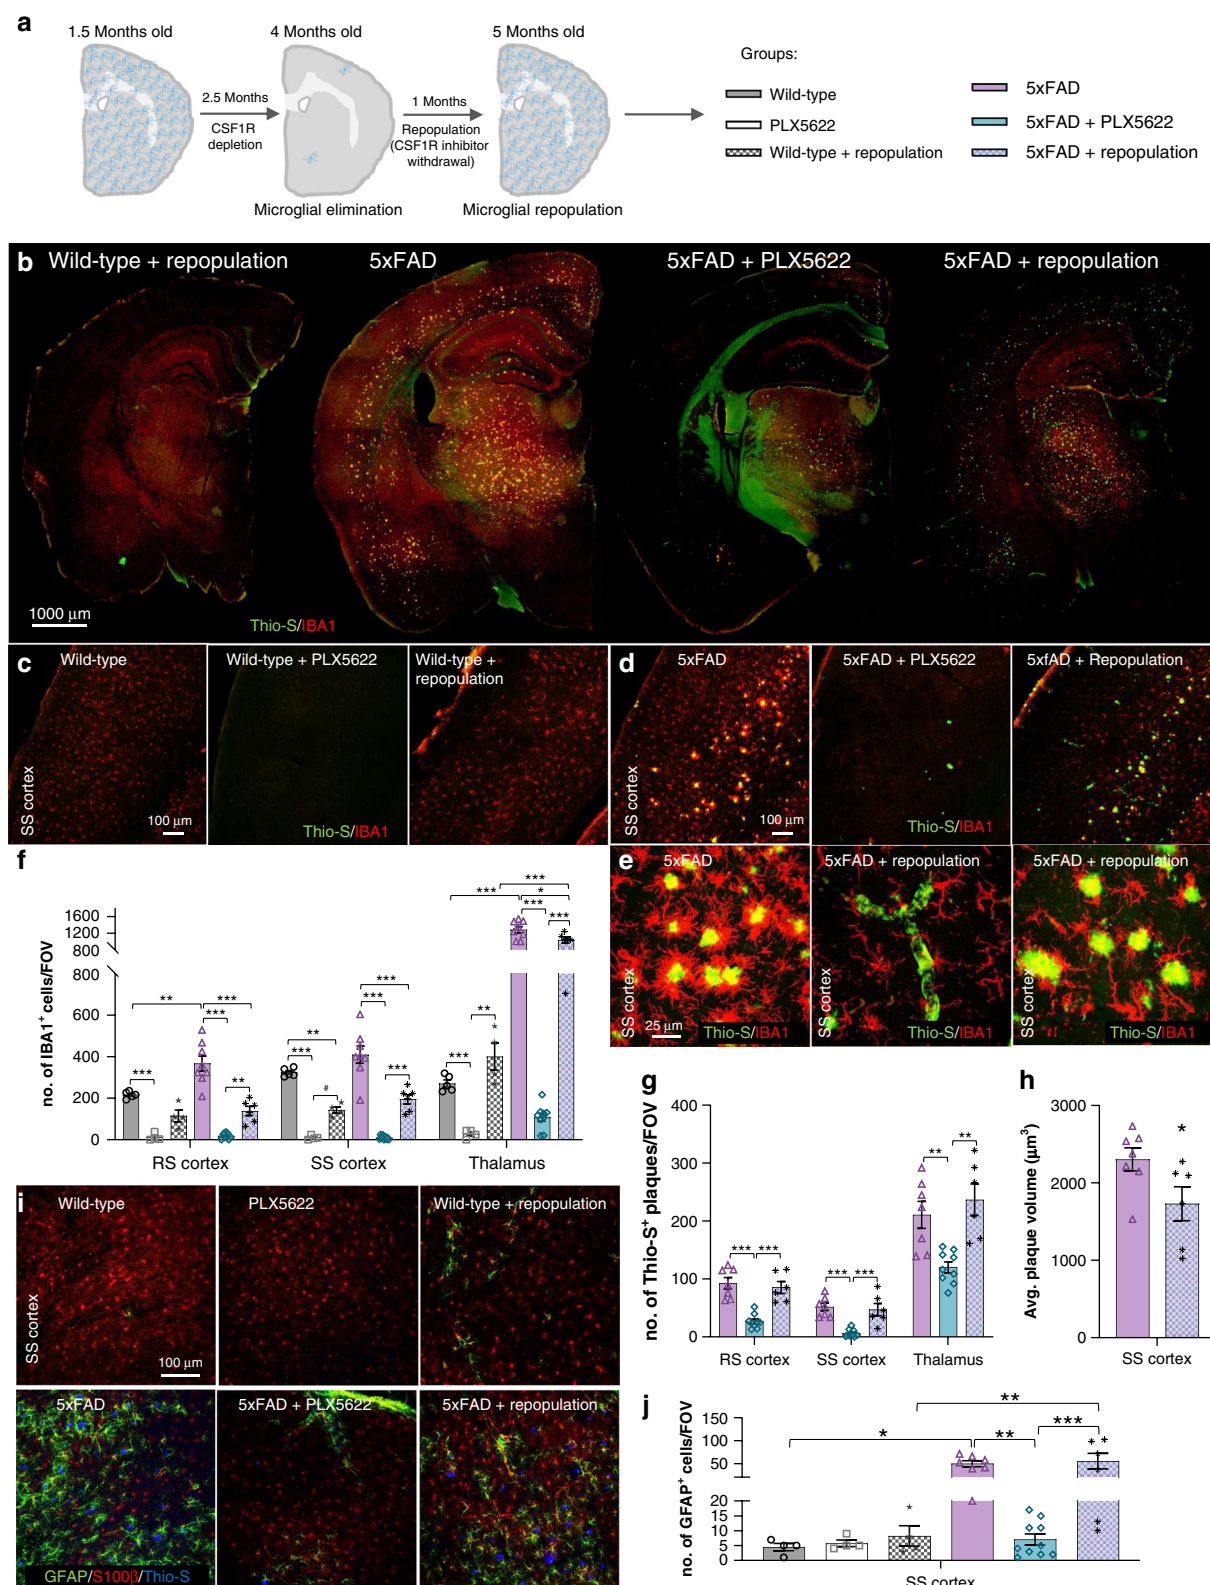 a
1.5 Months old
4 Months old
5 Months old
2.5 Months
CSF1R
depletion
1 Months
Repopulation
(CSF1R inhibitor
withdrawal)
Microglial elimination
Microglial repopulation
Groups:
Wild-type
PLX5622
Wild-type + repopulation
5xFAD
5xFAD + PLX5622
5xFAD + repopulation
b
Wild-type + repopulation
5xFAD
5xFAD + PLX5622
5xFAD + repopulation
1000 µm
Thio-S/IBA1
c
Wild-type
Wild-type + PLX5622
Wild-type +
repopulation
SS cortex
100 µm
Thio-S/IBA1
d
5xFAD
5xFAD + PLX5622
5xfAD + Repopulation
SS cortex
100 µm
Thio-S/IBA1
e
5xFAD
5xFAD + repopulation
5xFAD + repopulation
SS cortex
SS cortex
SS cortex
25 µm
Thio-S/IBA1
Thio-S/IBA1
Thio-S/IBA1
f
no. of IBA1+ cells/FOV
1600
1200
800
800
600
400
200
0
*** ** *** *** ** *** ** # *** *** *** *** ** *** *** *** * ***
RS cortex
SS cortex
Thalamus
g
no. of Thio-S+ plaques/FOV
400
300
200
100
0
*** *** *** *** ** **
RS cortex
SS cortex
Thalamus
h
Avg. plaque volume (µm3)
3000
2000
1000
0
*
SS cortex
i
Wild-type
PLX5622
Wild-type + repopulation
SS cortex
100 µm
5xFAD
5xFAD + PLX5622
5xFAD + repopulation
GFAP/S100β/Thio-S
j
no. of GFAP+ cells/FOV
150
100
50
20
15
10
5
0
* ** ** ***
SS cortex